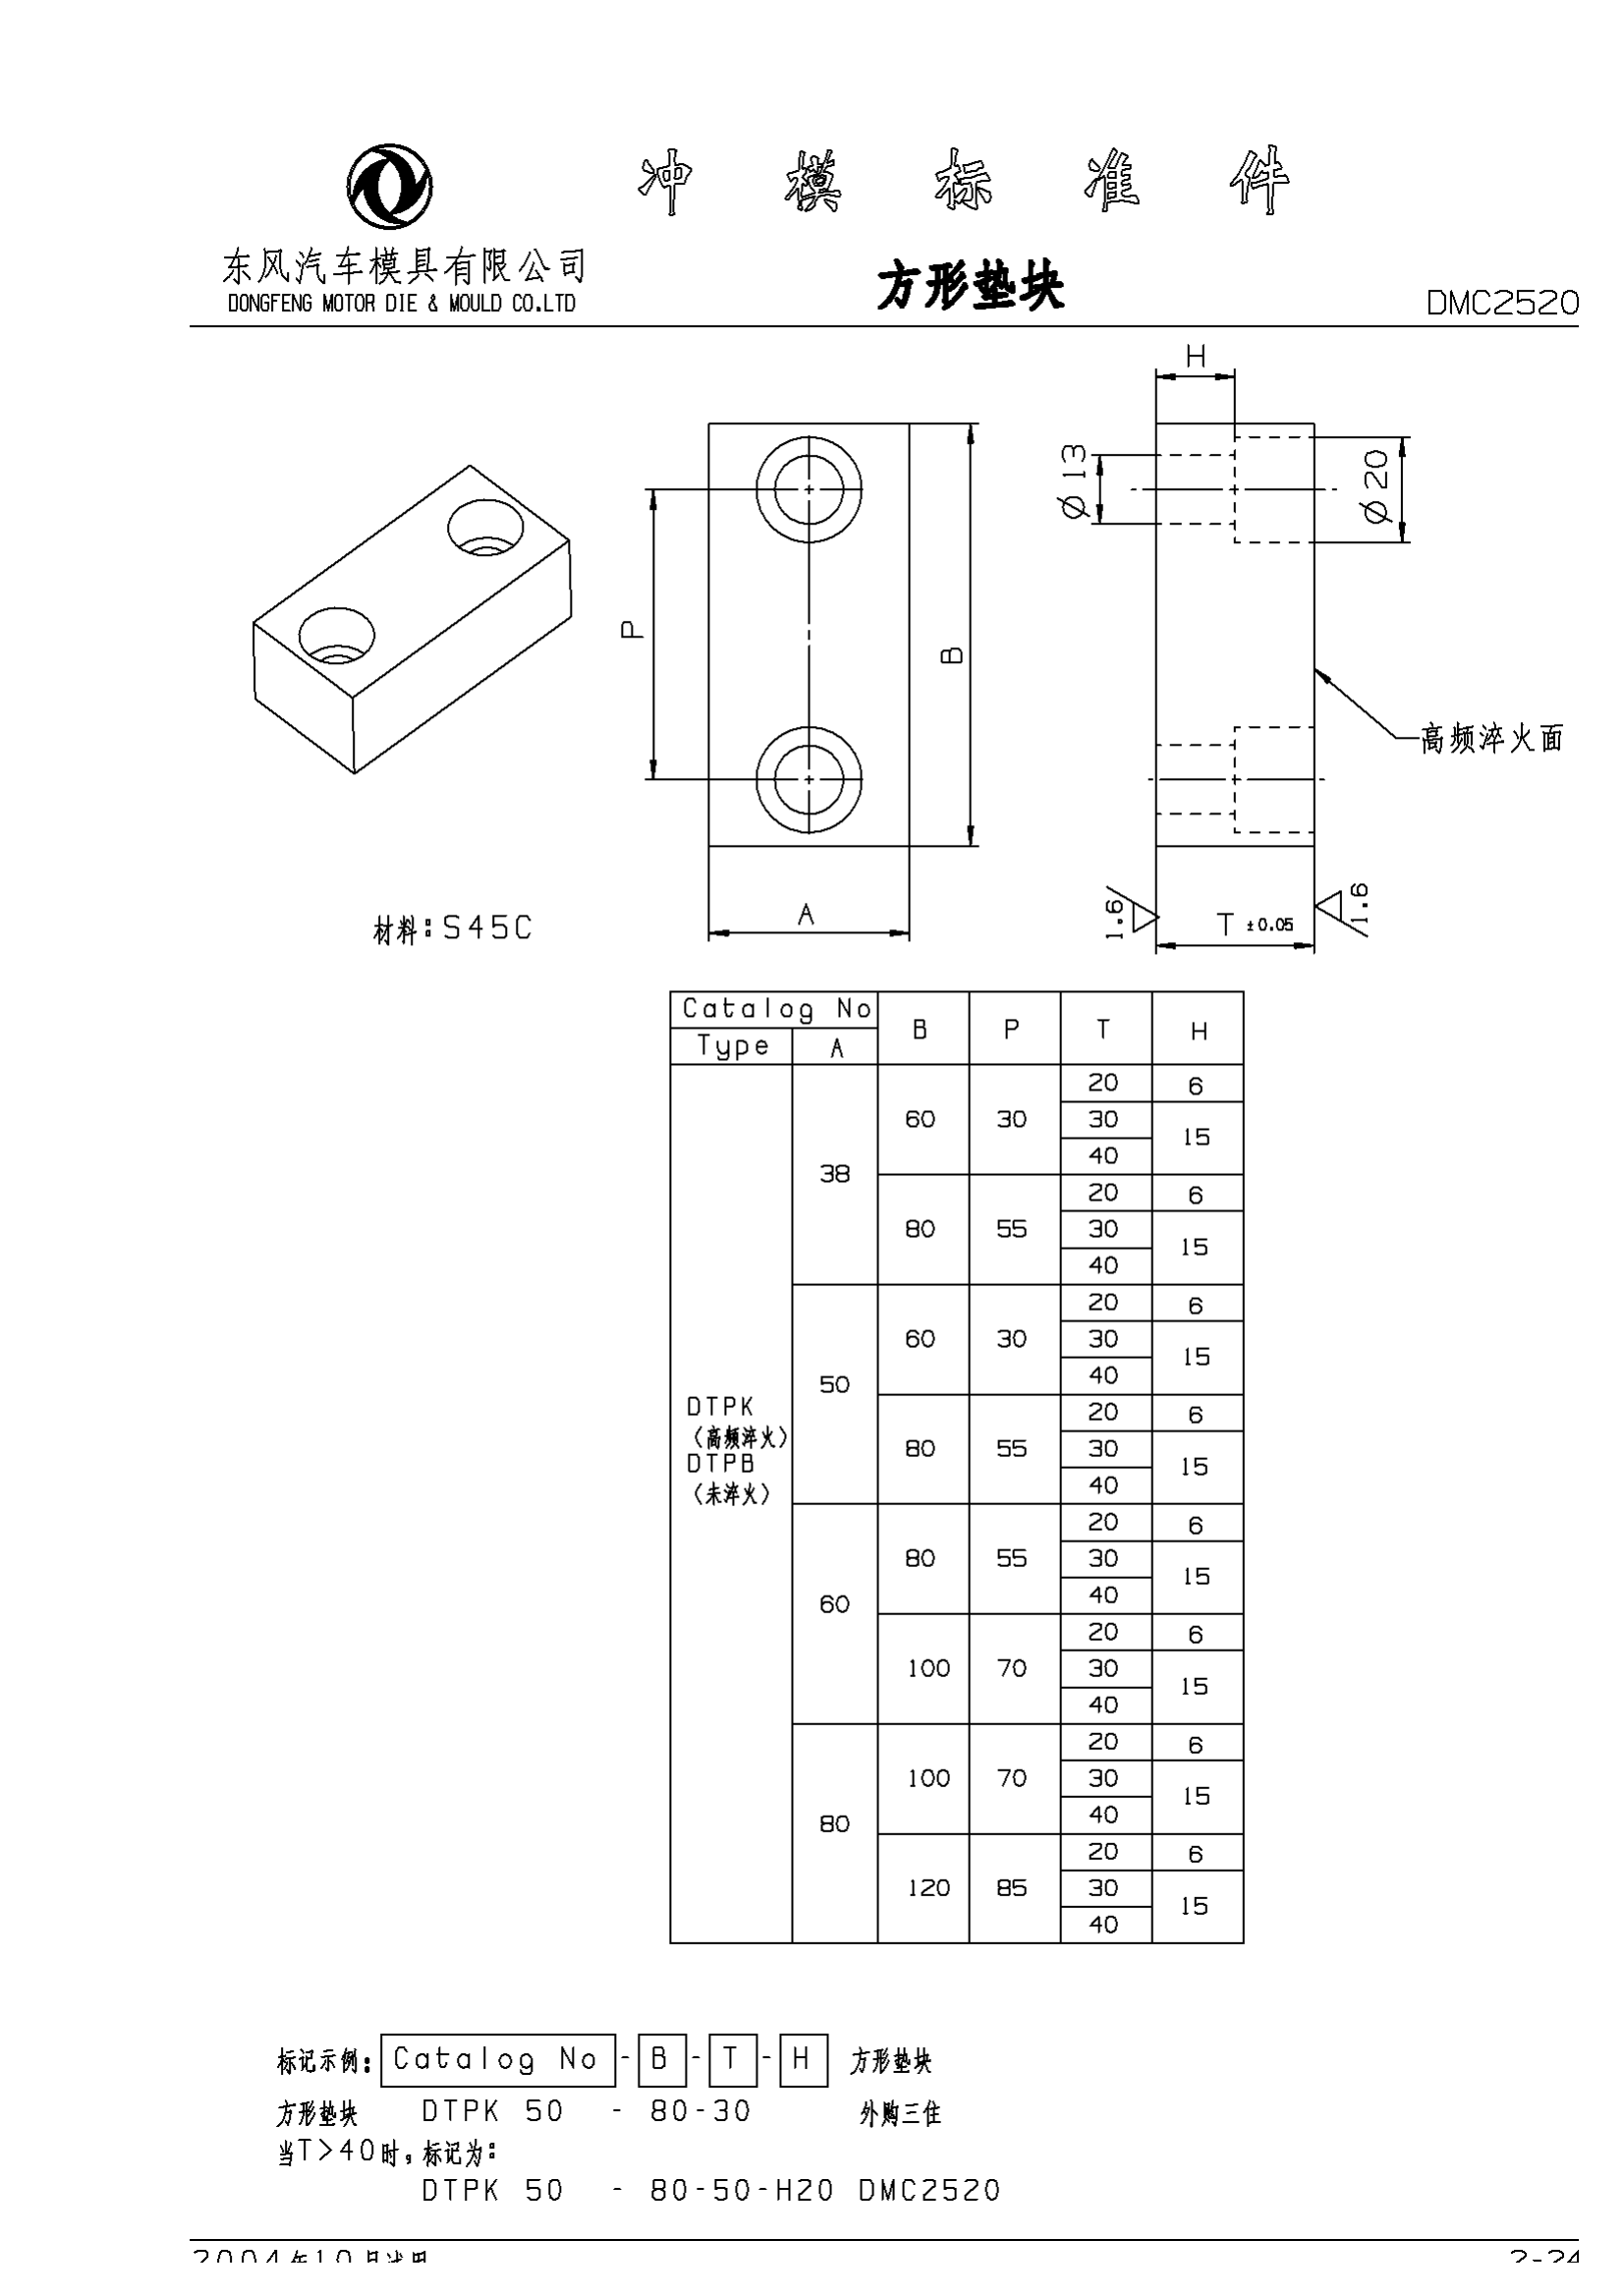 冲模标准件
东风汽车模具有限公司
DONGFENG MOTOR DIE & MOULD CO.LTD
方形垫块
DMC2520
H
Ø13
Ø20
P
B
高频淬火面
A
1.6
T ±0.05
1.6
材料：S45C
Catalog No B P T H
Type A
DTPK
（高频淬火）
DTPB
（未淬火）
38 60 30 20 6
30 15
40
80 55 20 6
30 15
40
50 60 30 20 6
30 15
40
80 55 20 6
30 15
40
60 80 55 20 6
30 15
40
100 70 20 6
30 15
40
80 100 70 20 6
30 15
40
120 85 20 6
30 15
40
标记示例：Catalog No - B - T - H 方形垫块
方形垫块 DTPK 50 - 80-30 外购三住
当T>40时，标记为：
DTPK 50 - 80-50-H20 DMC2520